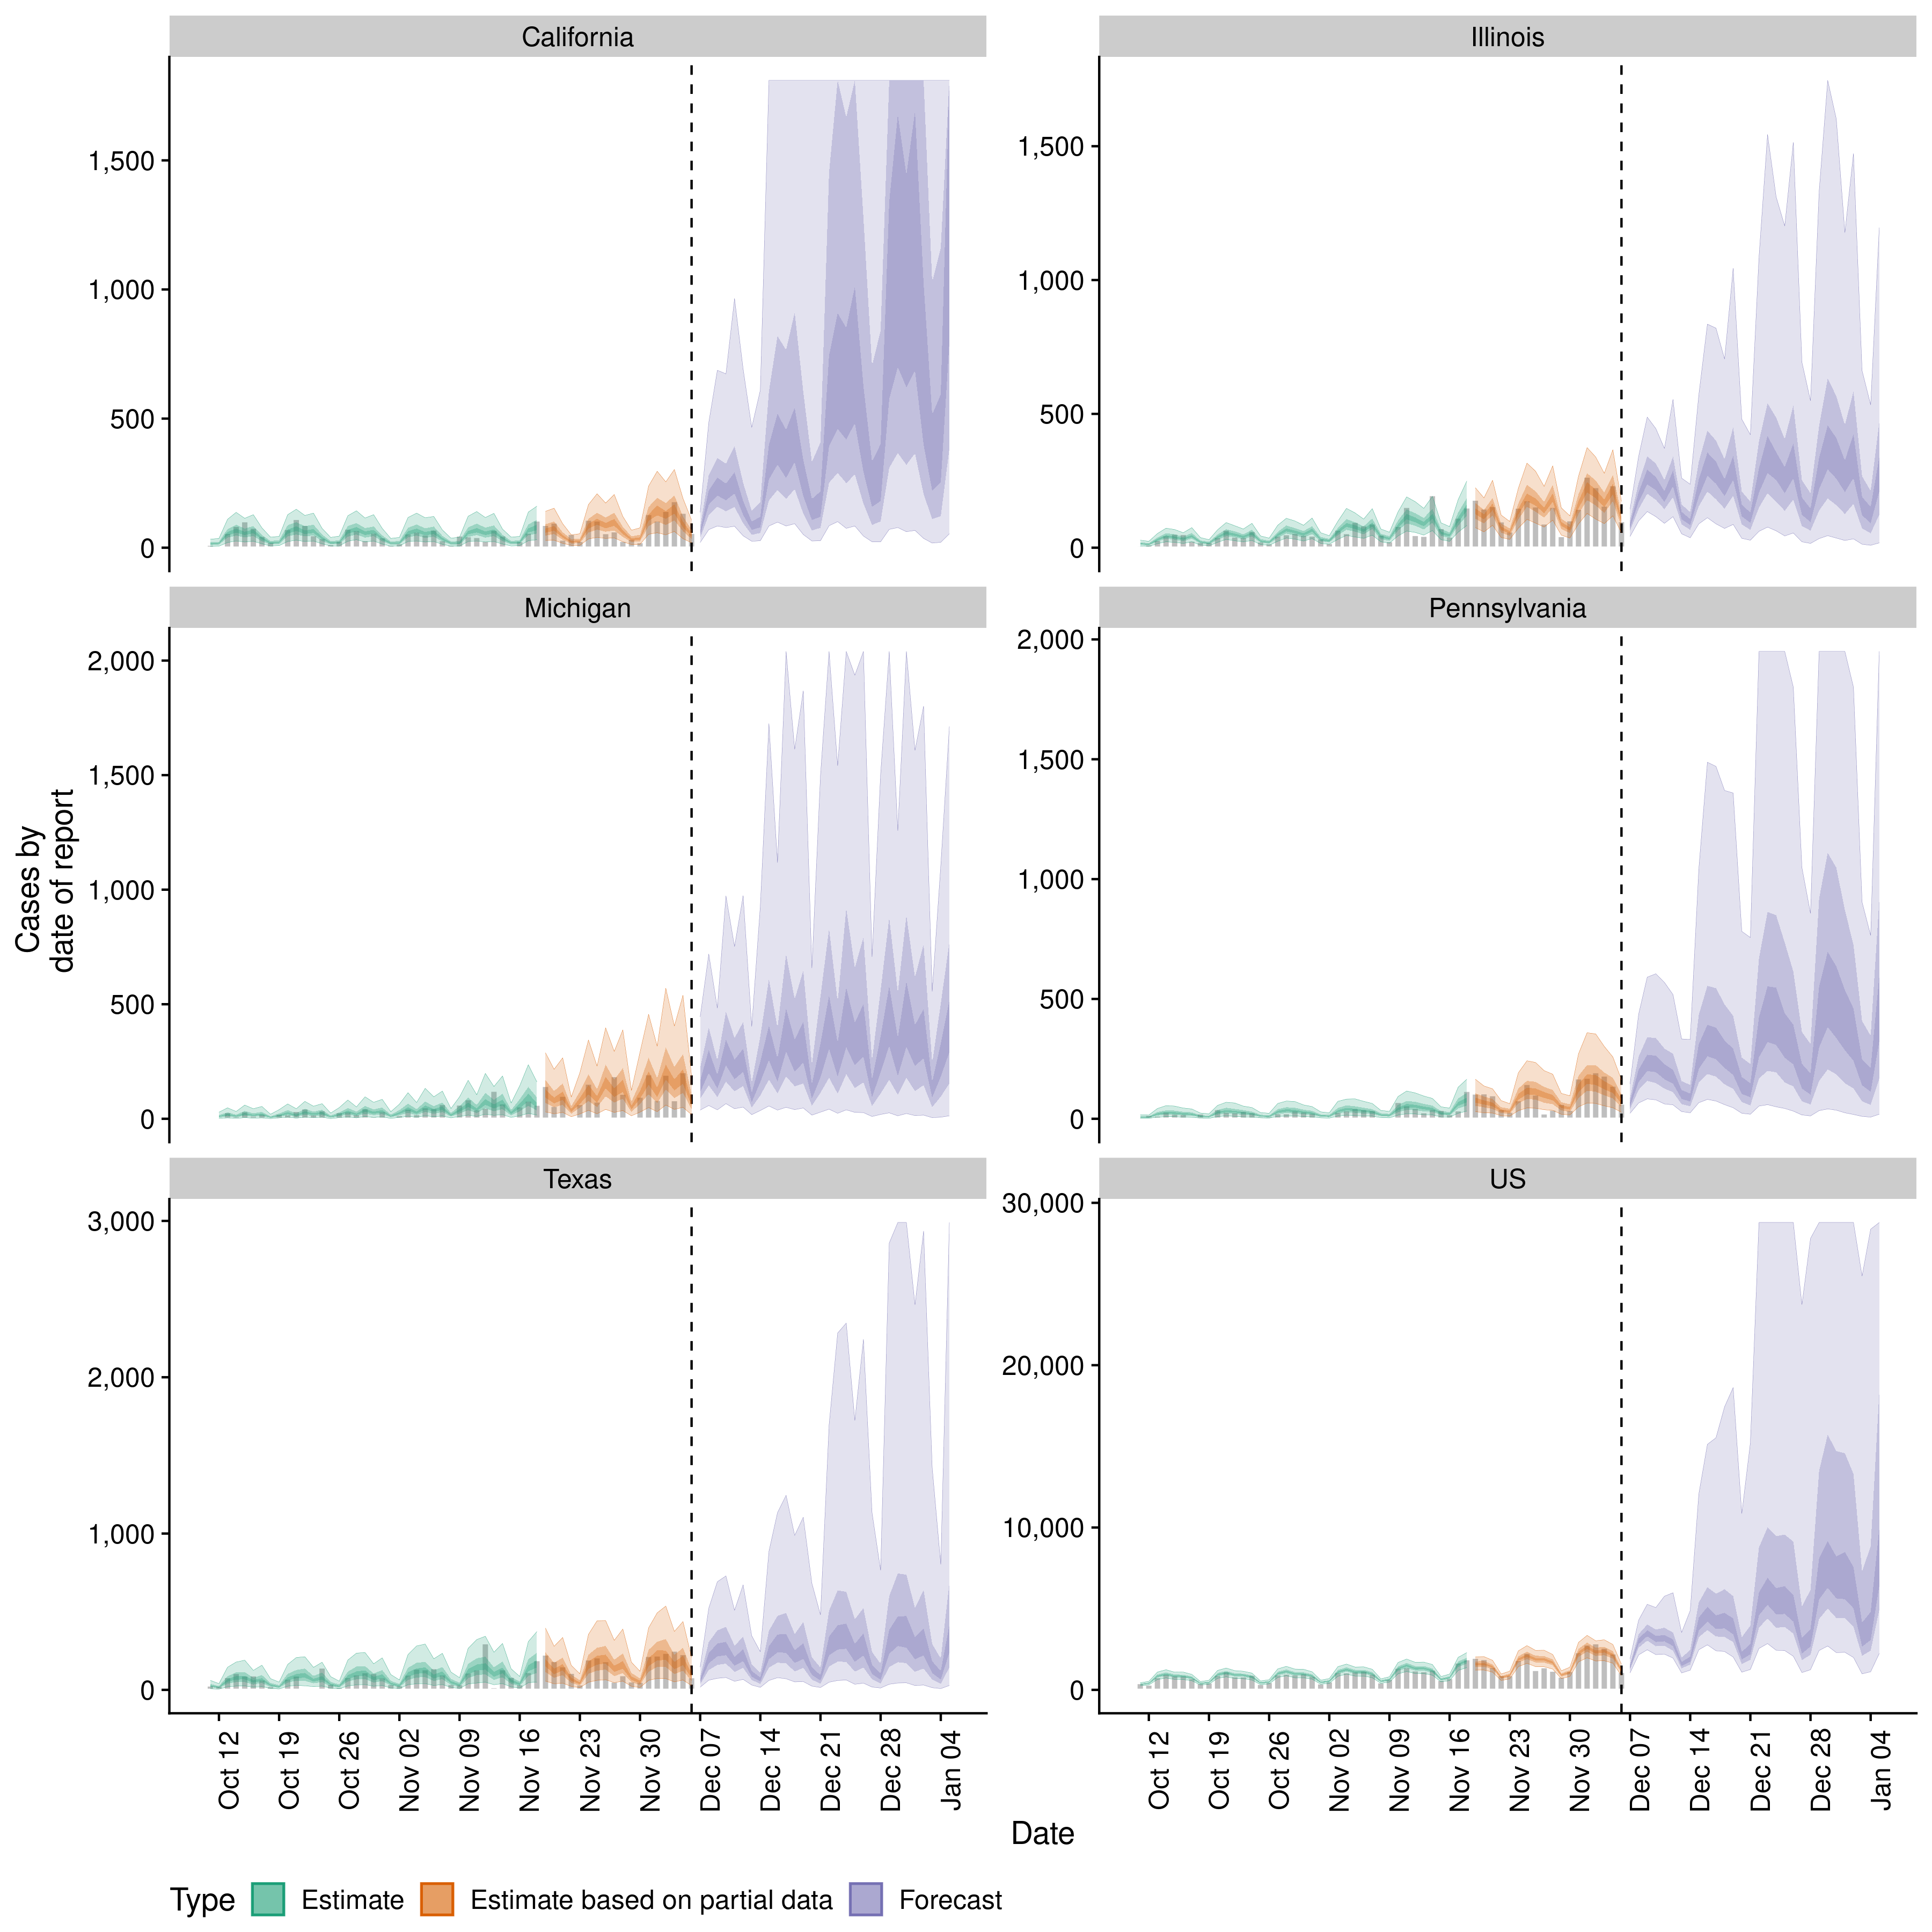 California
Illinois
1,500
1,000
500
0
1,500
1,000
500
0
Michigan
Pennsylvania
2,000
1,500
1,000
500
0
2,000
1,500
1,000
500
0
Cases by
date of report
Texas
US
3,000
2,000
1,000
0
30,000
20,000
10,000
0
Oct 12
Oct 19
Oct 26
Nov 02
Nov 09
Nov 16
Nov 23
Nov 30
Dec 07
Dec 14
Dec 21
Dec 28
Jan 04
Oct 12
Oct 19
Oct 26
Nov 02
Nov 09
Nov 16
Nov 23
Nov 30
Dec 07
Dec 14
Dec 21
Dec 28
Jan 04
Date
Type Estimate Estimate based on partial data Forecast